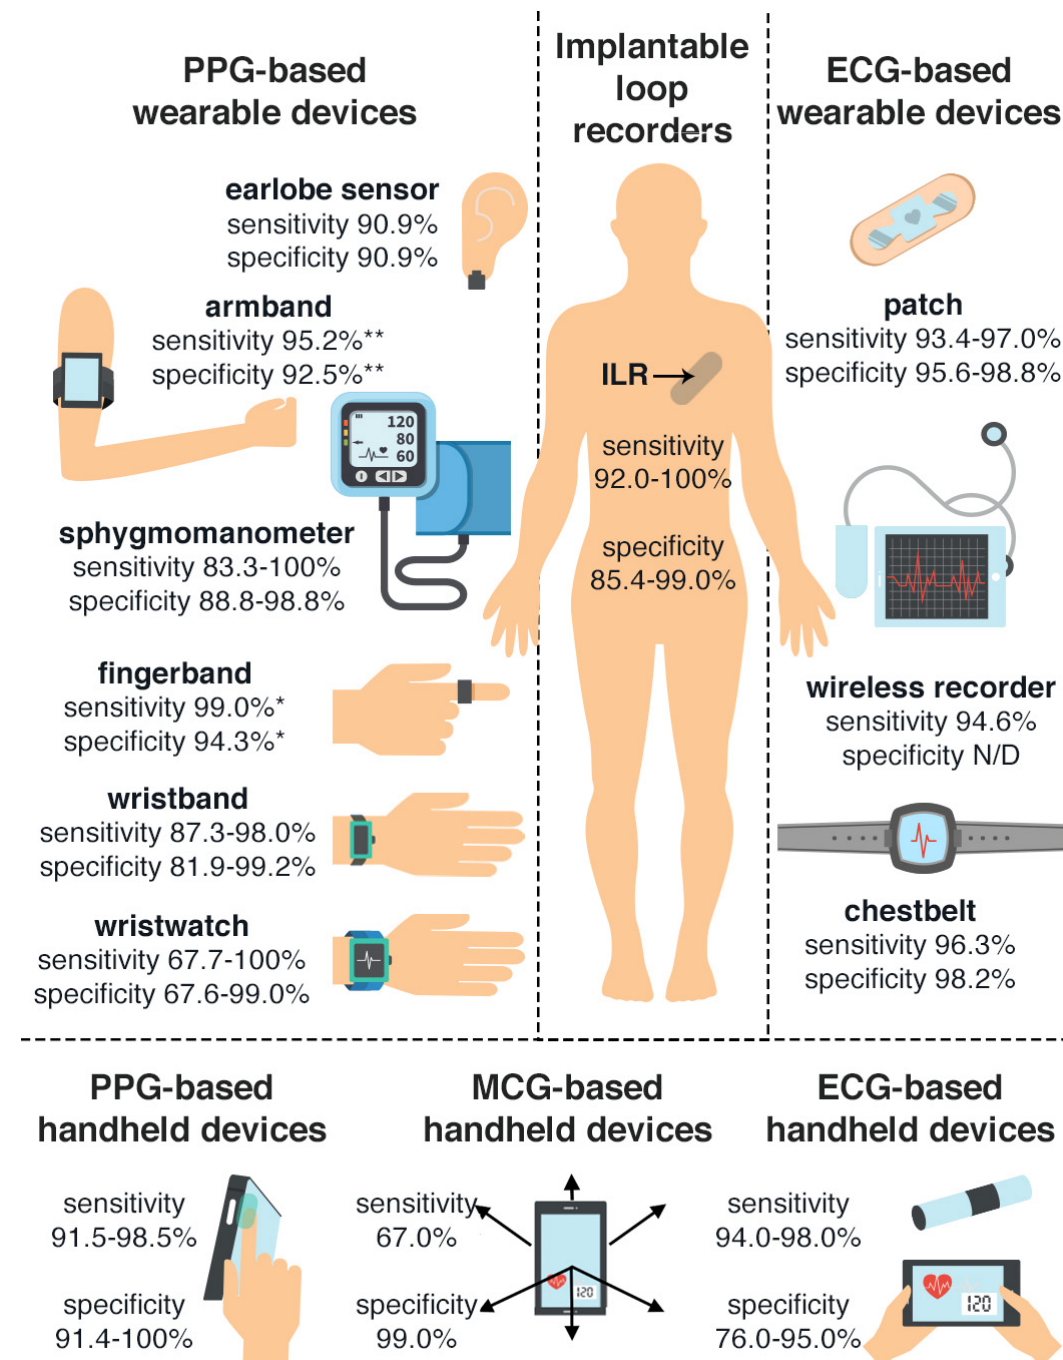 PPG-based
wearable devices
earlobe sensor
sensitivity 90.9%
specificity 90.9%
armband
sensitivity 95.2%**
specificity 92.5%**
120
80
60
sphygmomanometer
sensitivity 83.3-100%
specificity 88.8-98.8%
fingerband
sensitivity 99.0%*
specificity 94.3%*
wristband
sensitivity 87.3-98.0%
specificity 81.9-99.2%
wristwatch
sensitivity 67.7-100%
specificity 67.6-99.0%
Implantable
loop
recorders
ILR
sensitivity
92.0-100%
specificity
85.4-99.0%
ECG-based
wearable devices
patch
sensitivity 93.4-97.0%
specificity 95.6-98.8%
wireless recorder
sensitivity 94.6%
specificity N/D
chestbelt
sensitivity 96.3%
specificity 98.2%
PPG-based
handheld devices
sensitivity
91.5-98.5%
specificity
91.4-100%
MCG-based
handheld devices
sensitivity
67.0%
specificity
99.0%
120
ECG-based
handheld devices
sensitivity
94.0-98.0%
specificity
76.0-95.0%
120